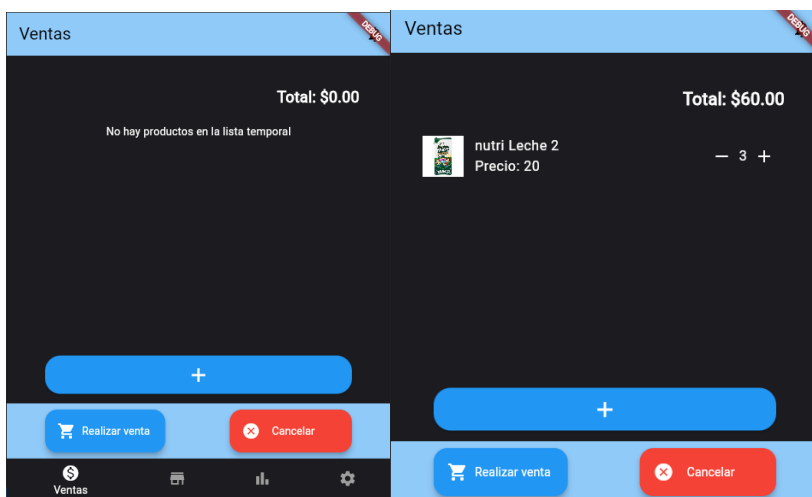 Ventas
DEBUG
Total: $0.00
No hay productos en la lista temporal
+
Realizar venta
Cancelar
Ventas
Ventas
DEBUG
Total: $60.00
nutri Leche 2
Precio: 20
− 3 +
+
Realizar venta
Cancelar